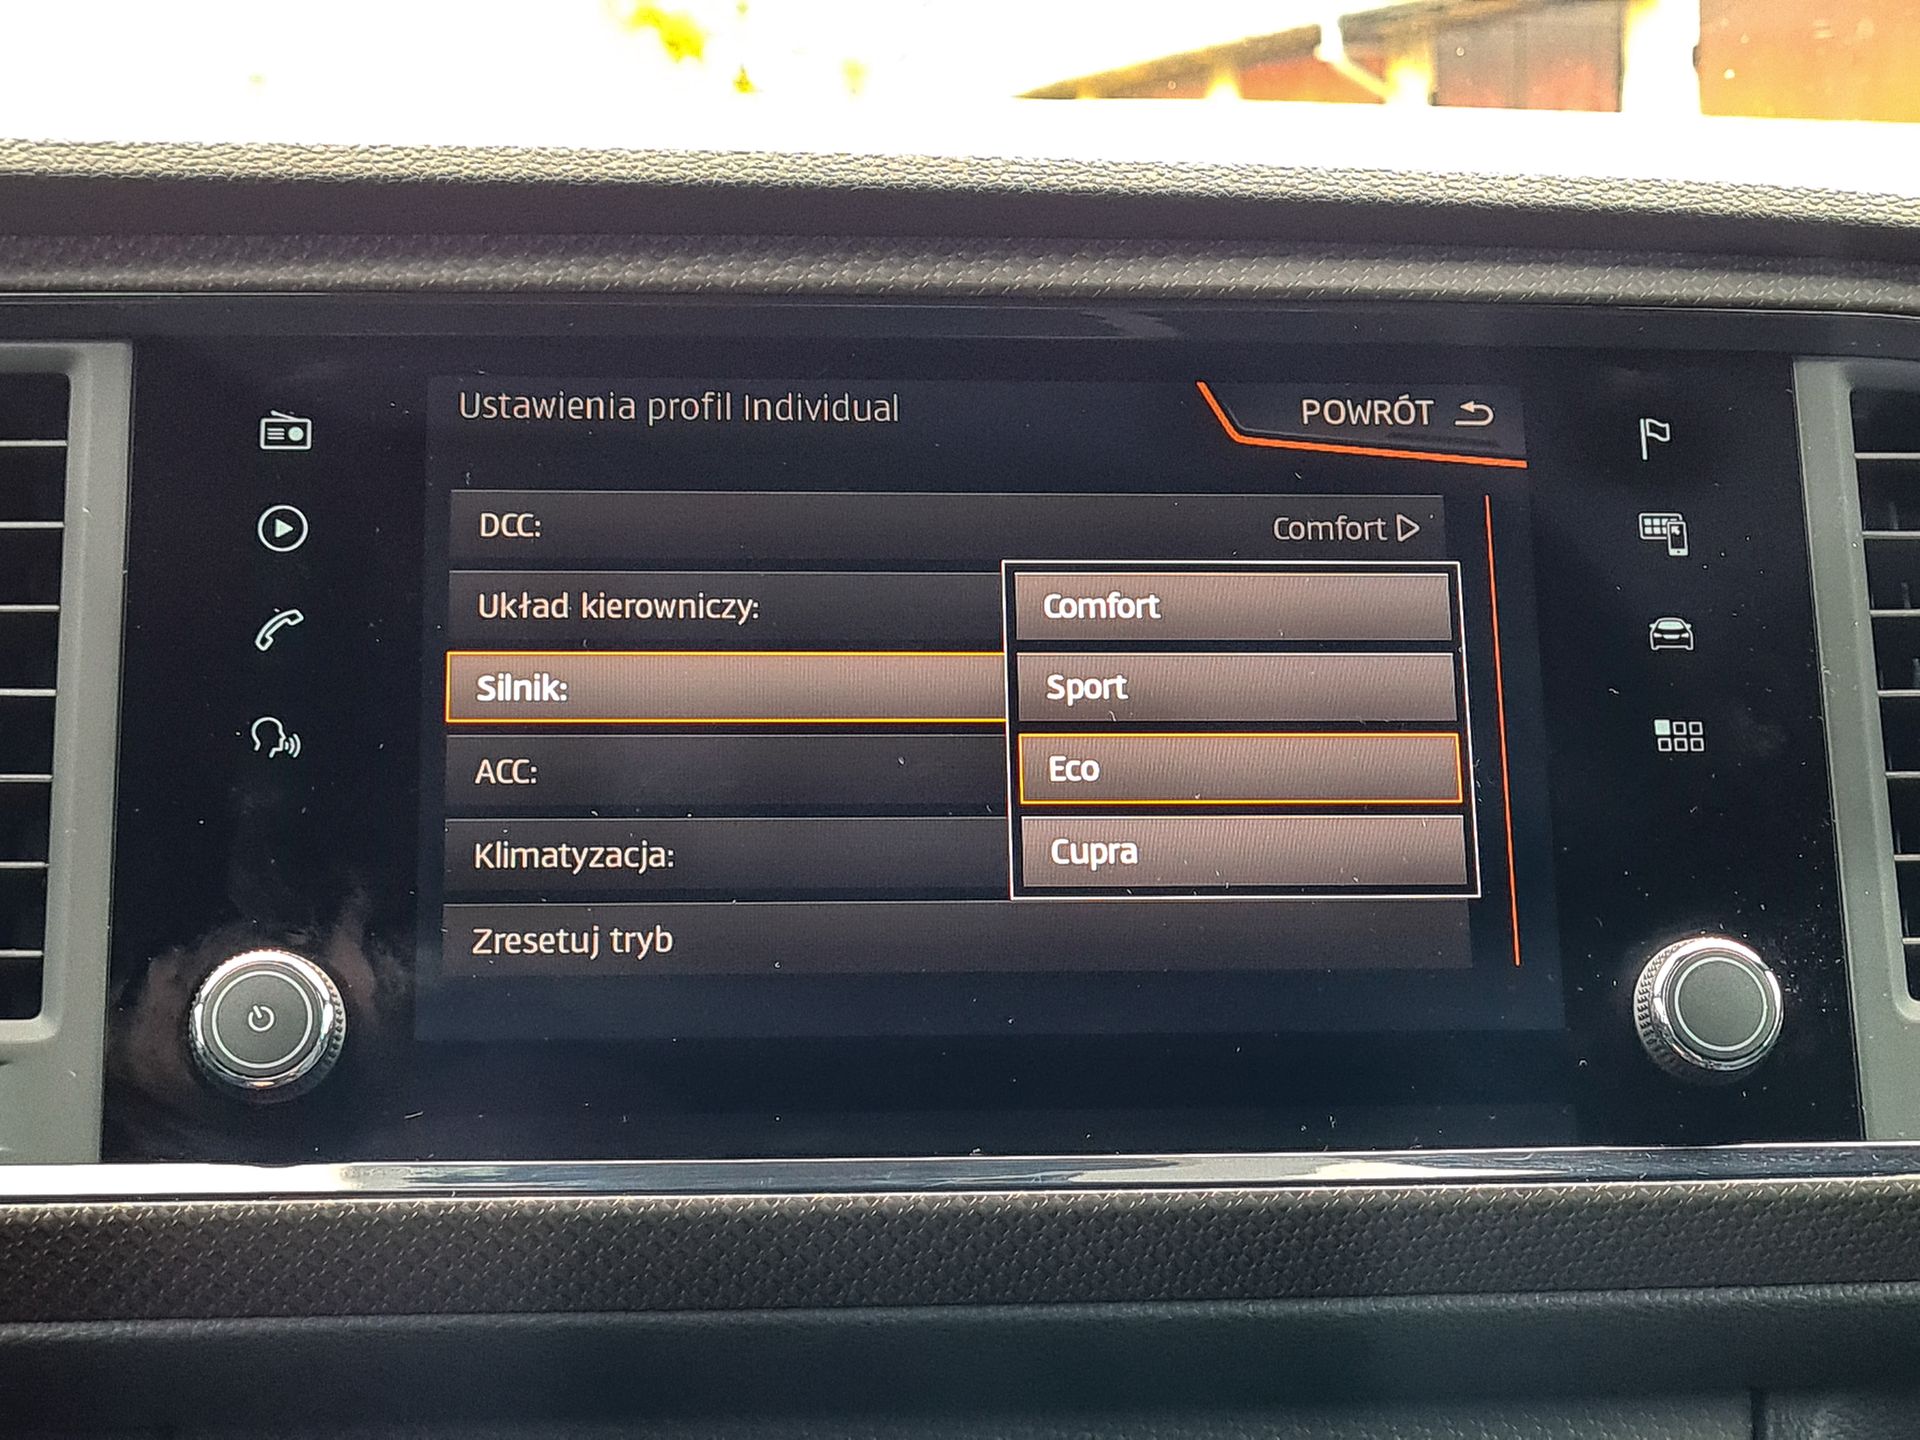 Ustawienia profil Individual
POWRÓT
DCC: Comfort
Układ kierowniczy:
Comfort
Silnik:
Sport
ACC:
Eco
Klimatyzacja:
Cupra
Zresetuj tryb